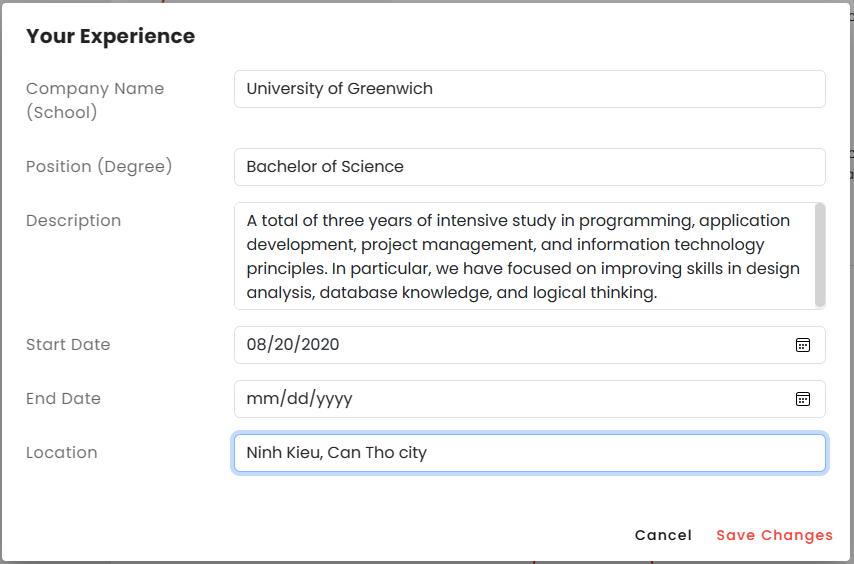 Your Experience
Company Name
(School)
University of Greenwich
Position (Degree)
Bachelor of Science
Description
A total of three years of intensive study in programming, application
development, project management, and information technology
principles. In particular, we have focused on improving skills in design
analysis, database knowledge, and logical thinking.
Start Date
08/20/2020
End Date
mm/dd/yyyy
Location
Ninh Kieu, Can Tho city
Cancel
Save Changes